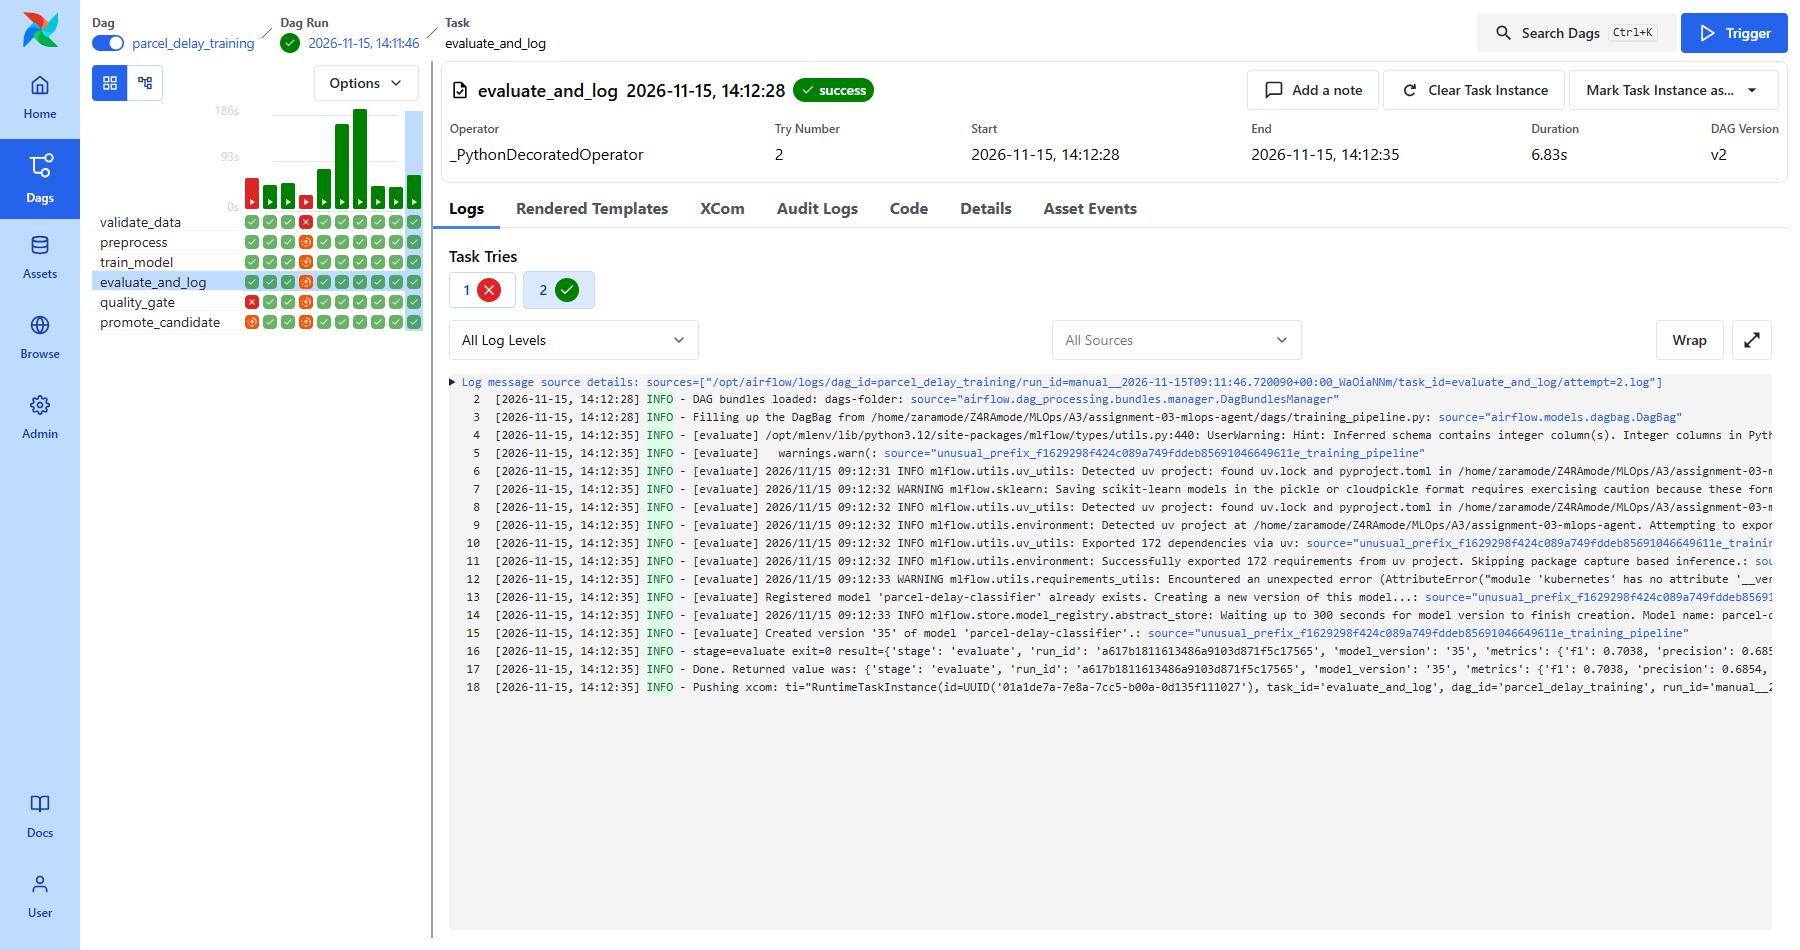 Dag
parcel_delay_training
Dag Run
2026-11-15, 14:11:46
Task
evaluate_and_log
Search Dags Ctrl+K
Trigger
Home
Dags
Assets
Browse
Admin
Docs
User
Options
186s
93s
0s
validate_data
preprocess
train_model
evaluate_and_log
quality_gate
promote_candidate
evaluate_and_log 2026-11-15, 14:12:28 success
Add a note
Clear Task Instance
Mark Task Instance as...
Operator Try Number Start End Duration DAG Version
_PythonDecoratedOperator 2 2026-11-15, 14:12:28 2026-11-15, 14:12:35 6.83s v2
Logs Rendered Templates XCom Audit Logs Code Details Asset Events
Task Tries
1 2
All Log Levels All Sources Wrap
Log message source details: sources=["/opt/airflow/logs/dag_id=parcel_delay_training/run_id=manual__2026-11-15T09:11:46.720090+00:00_WaOiaNNm/task_id=evaluate_and_log/attempt=2.log"]
2 [2026-11-15, 14:12:28] INFO - DAG bundles loaded: dags-folder: source="airflow.dag_processing.bundles.manager.DagBundlesManager"
3 [2026-11-15, 14:12:28] INFO - Filling up the DagBag from /home/zaramode/Z4RAmode/MLOps/A3/assignment-03-mlops-agent/dags/training_pipeline.py: source="airflow.models.dagbag.DagBag"
4 [2026-11-15, 14:12:35] INFO - [evaluate] /opt/mlenv/lib/python3.12/site-packages/mlflow/types/utils.py:440: UserWarning: Hint: Inferred schema contains integer column(s). Integer columns in Pyth
5 [2026-11-15, 14:12:35] INFO - [evaluate]   warnings.warn(: source="unusual_prefix_f1629298f424c089a749fddeb85691046649611e_training_pipeline"
6 [2026-11-15, 14:12:35] INFO - [evaluate] 2026/11/15 09:12:31 INFO mlflow.utils.uv_utils: Detected uv project: found uv.lock and pyproject.toml in /home/zaramode/Z4RAmode/MLOps/A3/assignment-03-m
7 [2026-11-15, 14:12:35] INFO - [evaluate] 2026/11/15 09:12:32 WARNING mlflow.sklearn: Saving scikit-learn models in the pickle or cloudpickle format requires exercising caution because these form
8 [2026-11-15, 14:12:35] INFO - [evaluate] 2026/11/15 09:12:32 INFO mlflow.utils.uv_utils: Detected uv project: found uv.lock and pyproject.toml in /home/zaramode/Z4RAmode/MLOps/A3/assignment-03-m
9 [2026-11-15, 14:12:35] INFO - [evaluate] 2026/11/15 09:12:32 INFO mlflow.utils.environment: Detected uv project at /home/zaramode/Z4RAmode/MLOps/A3/assignment-03-mlops-agent. Attempting to expor
10 [2026-11-15, 14:12:35] INFO - [evaluate] 2026/11/15 09:12:32 INFO mlflow.utils.uv_utils: Exported 172 dependencies via uv: source="unusual_prefix_f1629298f424c089a749fddeb85691046649611e_trainin
11 [2026-11-15, 14:12:35] INFO - [evaluate] 2026/11/15 09:12:32 INFO mlflow.utils.environment: Successfully exported 172 requirements from uv project. Skipping package capture based inference.: sou
12 [2026-11-15, 14:12:35] INFO - [evaluate] 2026/11/15 09:12:33 WARNING mlflow.utils.requirements_utils: Encountered an unexpected error (AttributeError("module 'kubernetes' has no attribute '__ver
13 [2026-11-15, 14:12:35] INFO - [evaluate] Registered model 'parcel-delay-classifier' already exists. Creating a new version of this model...: source="unusual_prefix_f1629298f424c089a749fddeb85691
14 [2026-11-15, 14:12:35] INFO - [evaluate] 2026/11/15 09:12:33 INFO mlflow.store.model_registry.abstract_store: Waiting up to 300 seconds for model version to finish creation. Model name: parcel-d
15 [2026-11-15, 14:12:35] INFO - [evaluate] Created version '35' of model 'parcel-delay-classifier'.: source="unusual_prefix_f1629298f424c089a749fddeb85691046649611e_training_pipeline"
16 [2026-11-15, 14:12:35] INFO - stage=evaluate exit=0 result={'stage': 'evaluate', 'run_id': 'a617b1811613486a9103d871f5c17565', 'model_version': '35', 'metrics': {'f1': 0.7038, 'precision': 0.685
17 [2026-11-15, 14:12:35] INFO - Done. Returned value was: {'stage': 'evaluate', 'run_id': 'a617b1811613486a9103d871f5c17565', 'model_version': '35', 'metrics': {'f1': 0.7038, 'precision': 0.6854,
18 [2026-11-15, 14:12:35] INFO - Pushing xcom: ti="RuntimeTaskInstance(id=UUID('01a1de7a-7e8a-7cc5-b00a-0d135f111027'), task_id='evaluate_and_log', dag_id='parcel_delay_training', run_id='manual__2